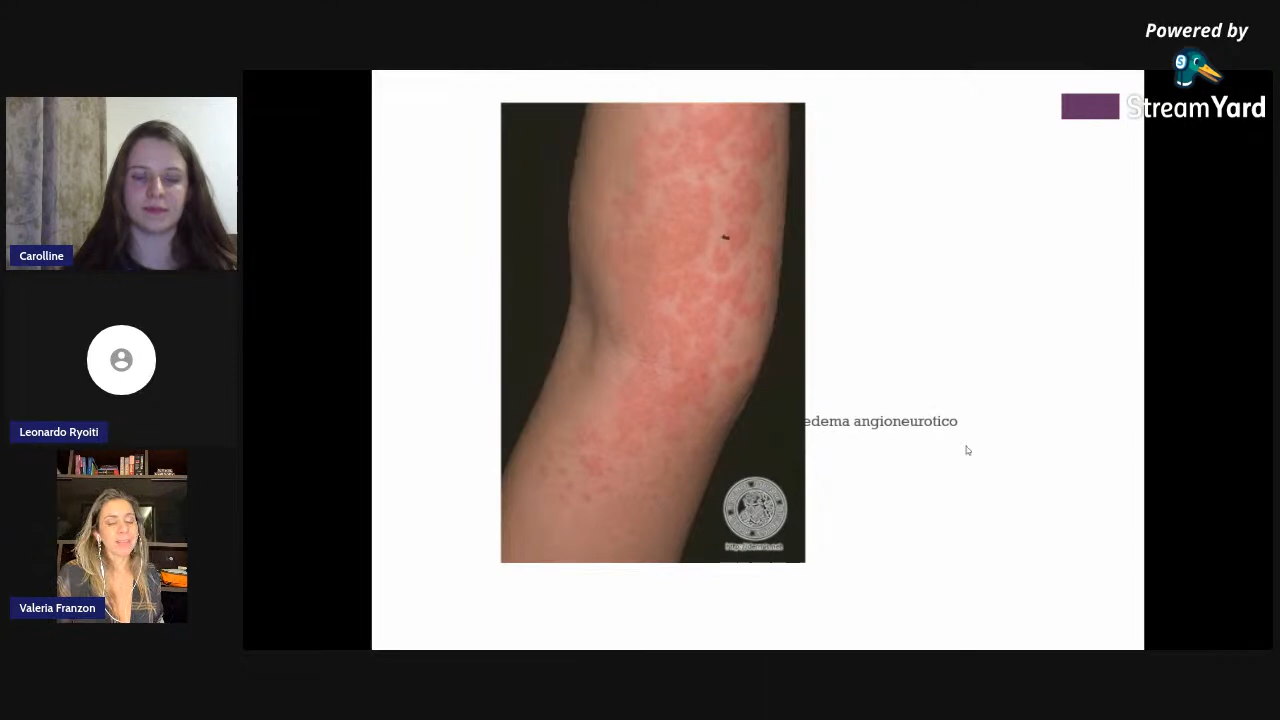 Powered by
StreamYard
Carolline
edema angioneurotico
Leonardo Ryoiti
Valeria Franzon